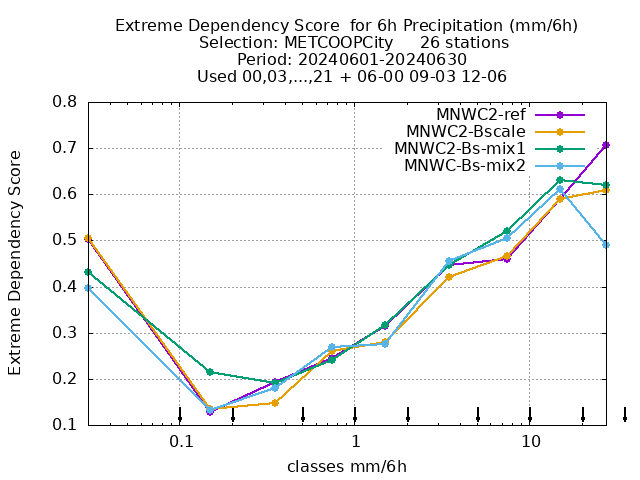 Extreme Dependency Score  for 6h Precipitation (mm/6h)
Selection: METCOOPCity     26 stations
Period: 20240601-20240630
Used 00,03,...,21 + 06-00 09-03 12-06
MNWC2-ref
MNWC2-Bscale
MNWC2-Bs-mix1
MNWC-Bs-mix2
Extreme Dependency Score
0.8
0.7
0.6
0.5
0.4
0.3
0.2
0.1
0.1 1 10
classes mm/6h